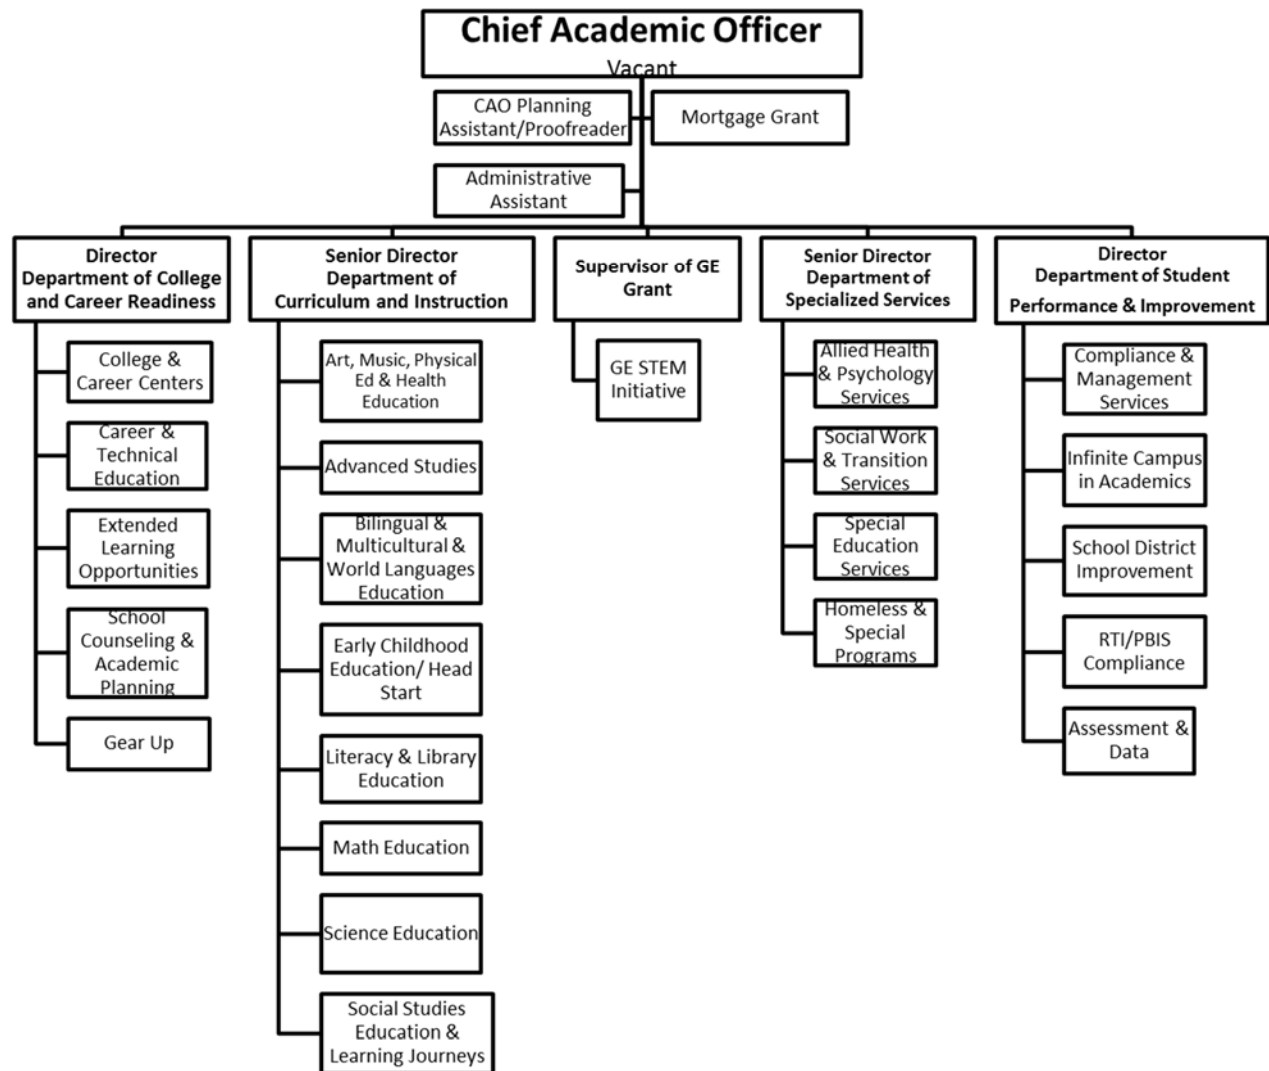 Chief Academic Officer
Vacant
CAO Planning
Assistant/Proofreader
Mortgage Grant
Administrative
Assistant
Director
Department of College
and Career Readiness
College &
Career Centers
Career &
Technical
Education
Extended
Learning
Opportunities
School
Counseling &
Academic
Planning
Gear Up
Senior Director
Department of
Curriculum and Instruction
Art, Music, Physical
Ed & Health
Education
Advanced Studies
Bilingual &
Multicultural &
World Languages
Education
Early Childhood
Education/ Head
Start
Literacy & Library
Education
Math Education
Science Education
Social Studies
Education &
Learning Journeys
Supervisor of GE
Grant
GE STEM
Initiative
Senior Director
Department of
Specialized Services
Allied Health
& Psychology
Services
Social Work
& Transition
Services
Special
Education
Services
Homeless &
Special
Programs
Director
Department of Student
Performance & Improvement
Compliance &
Management
Services
Infinite Campus
in Academics
School District
Improvement
RTI/PBIS
Compliance
Assessment &
Data